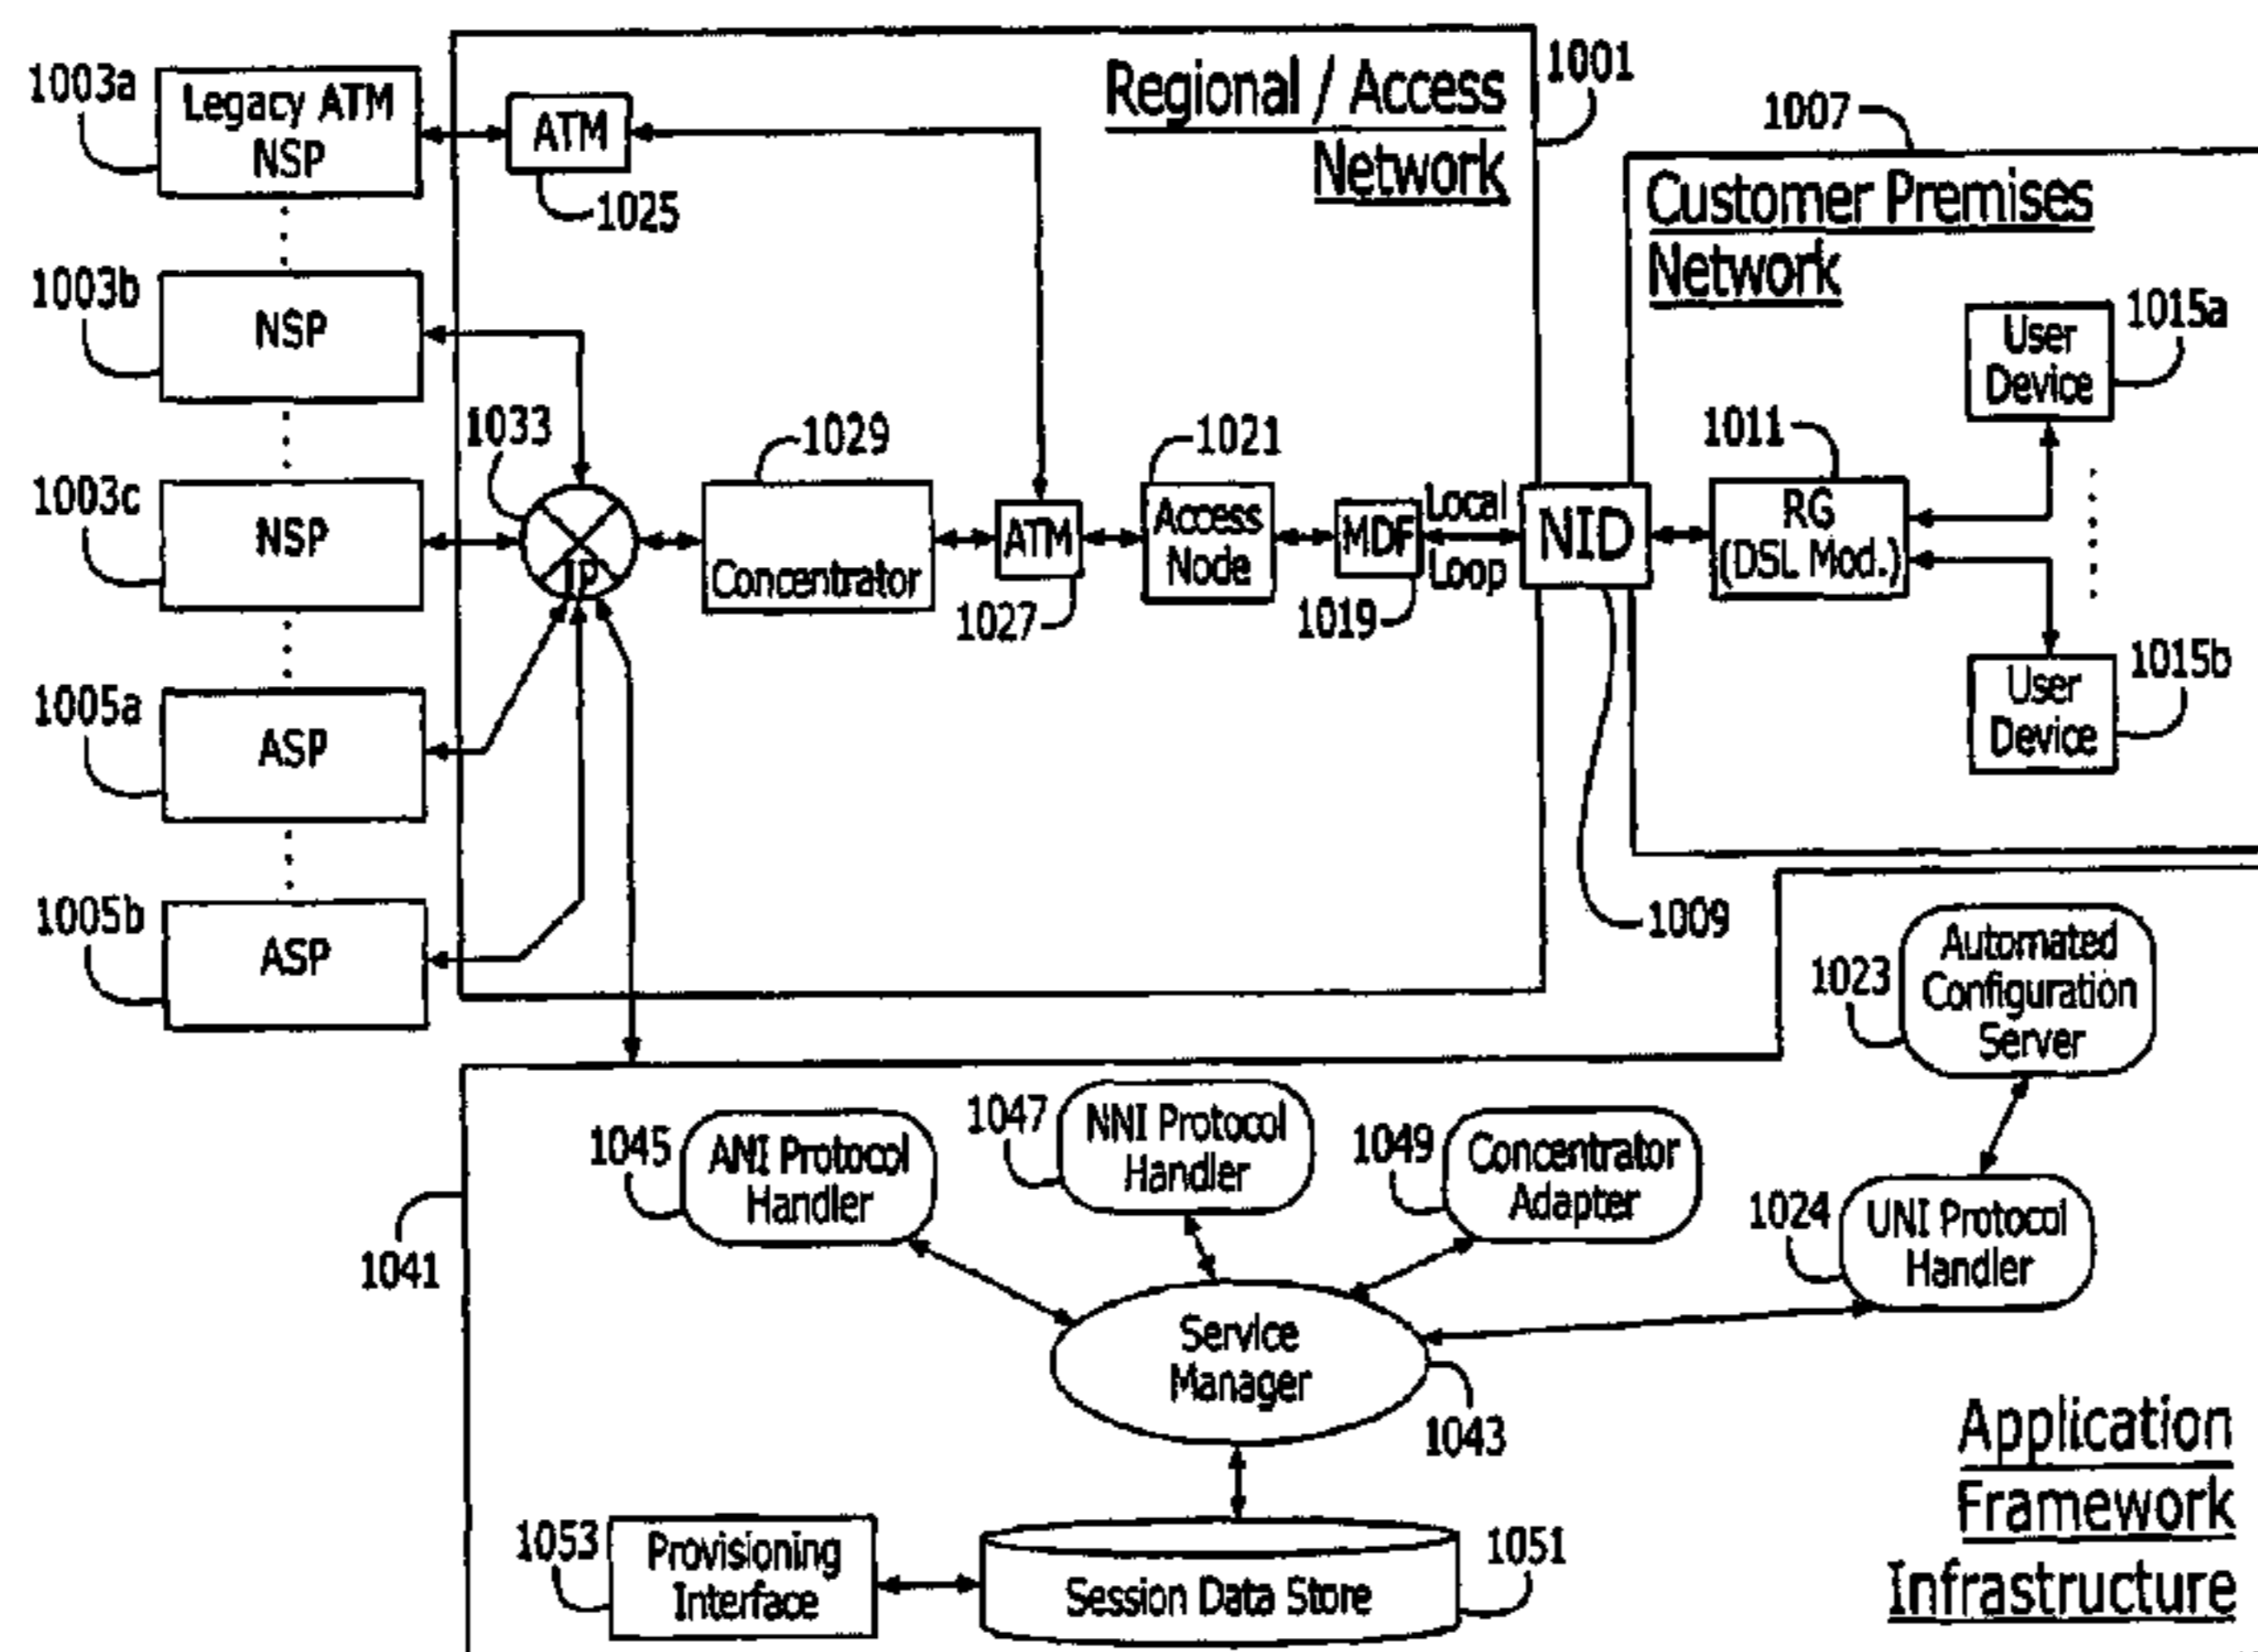 1003a
Legacy ATM
NSP
ATM
1025
Regional / Access
Network
1001
1007
Customer Premises
Network
1003b
NSP
1015a
User
Device
1003c
NSP
1033
IP
1029
Concentrator
ATM
1027
1021
Access
Node
MDF
1019
Local
Loop
NID
1009
1011
RG
(DSL Mod.)
1015b
User
Device
1005a
ASP
1005b
ASP
1023
Automated
Configuration
Server
1041
1045
ANI Protocol
Handler
1047
NNI Protocol
Handler
1049
Concentrator
Adapter
1024
UNI Protocol
Handler
Service
Manager
1043
1053
Provisioning
Interface
Session Data Store
1051
Application
Framework
Infrastructure